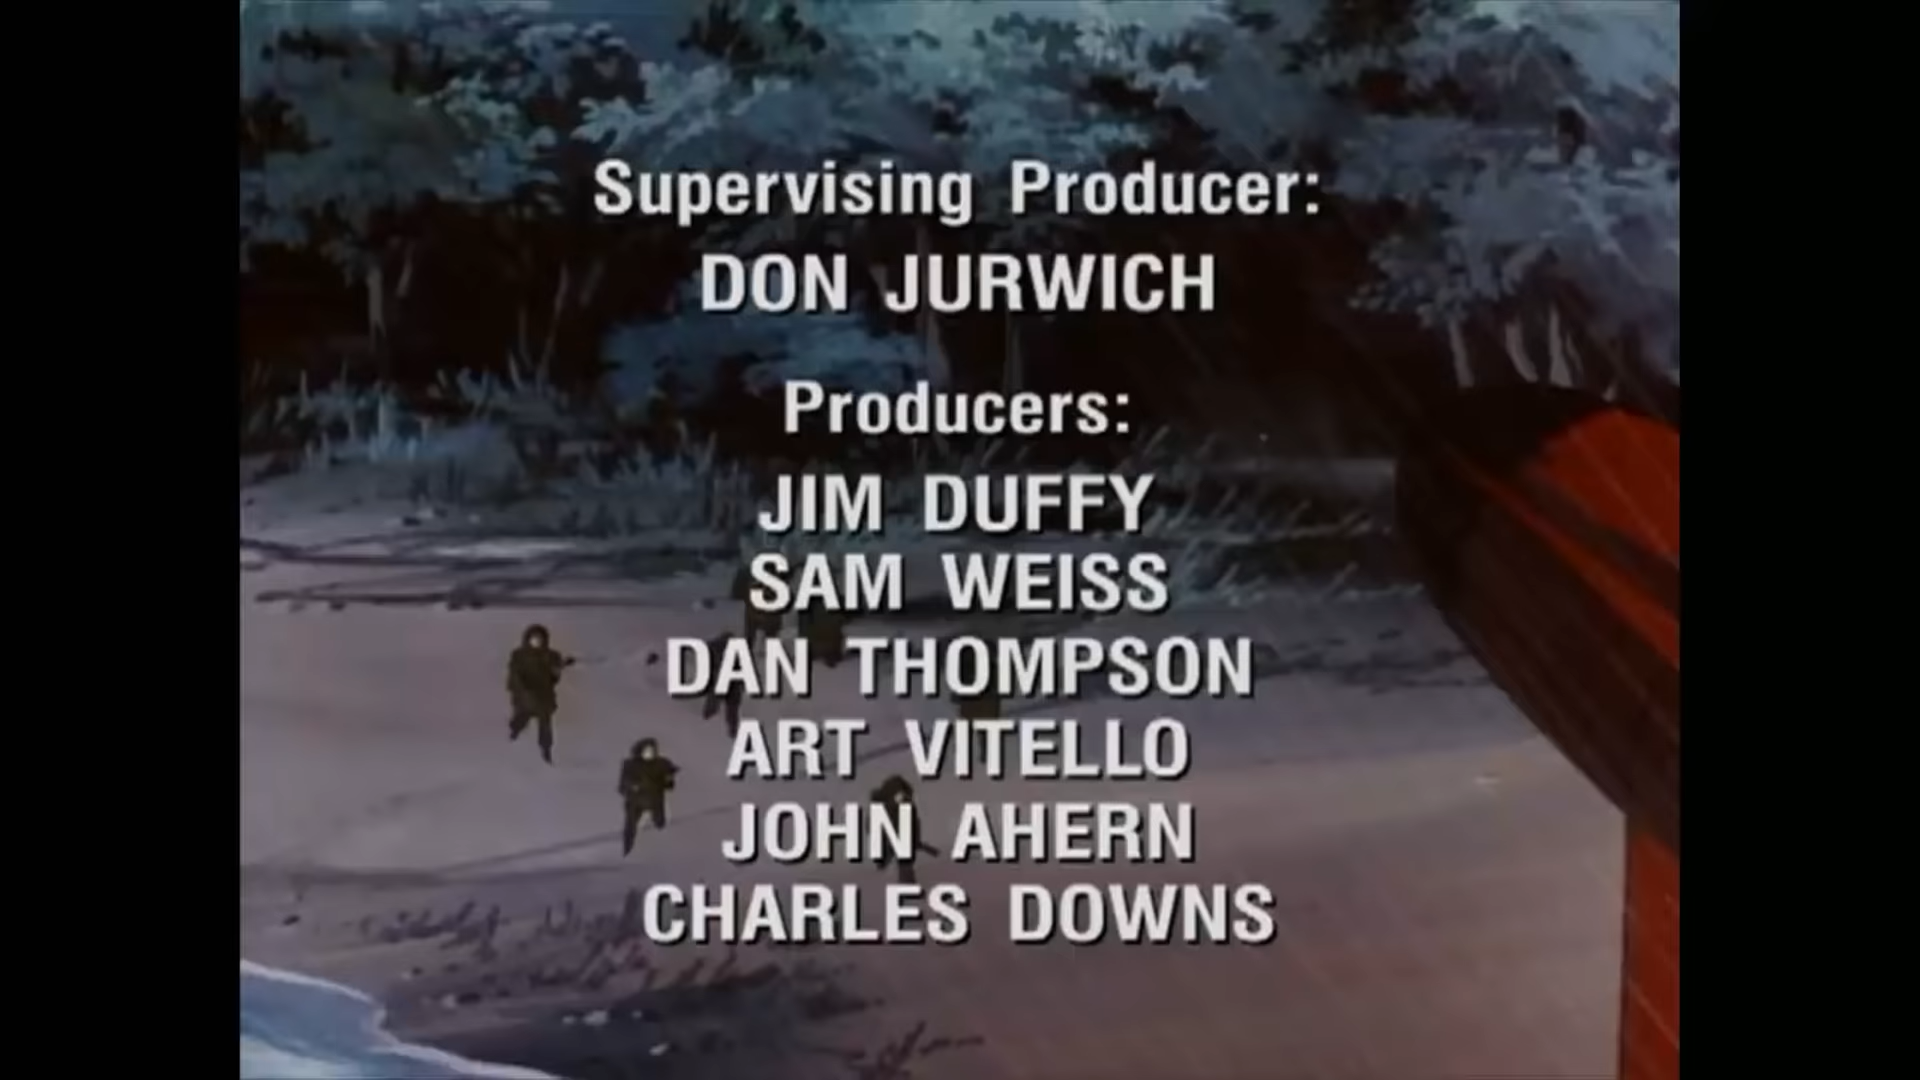 Supervising Producer:
DON JURWICH
Producers:
JIM DUFFY
SAM WEISS
DAN THOMPSON
ART VITELLO
JOHN AHERN
CHARLES DOWNS